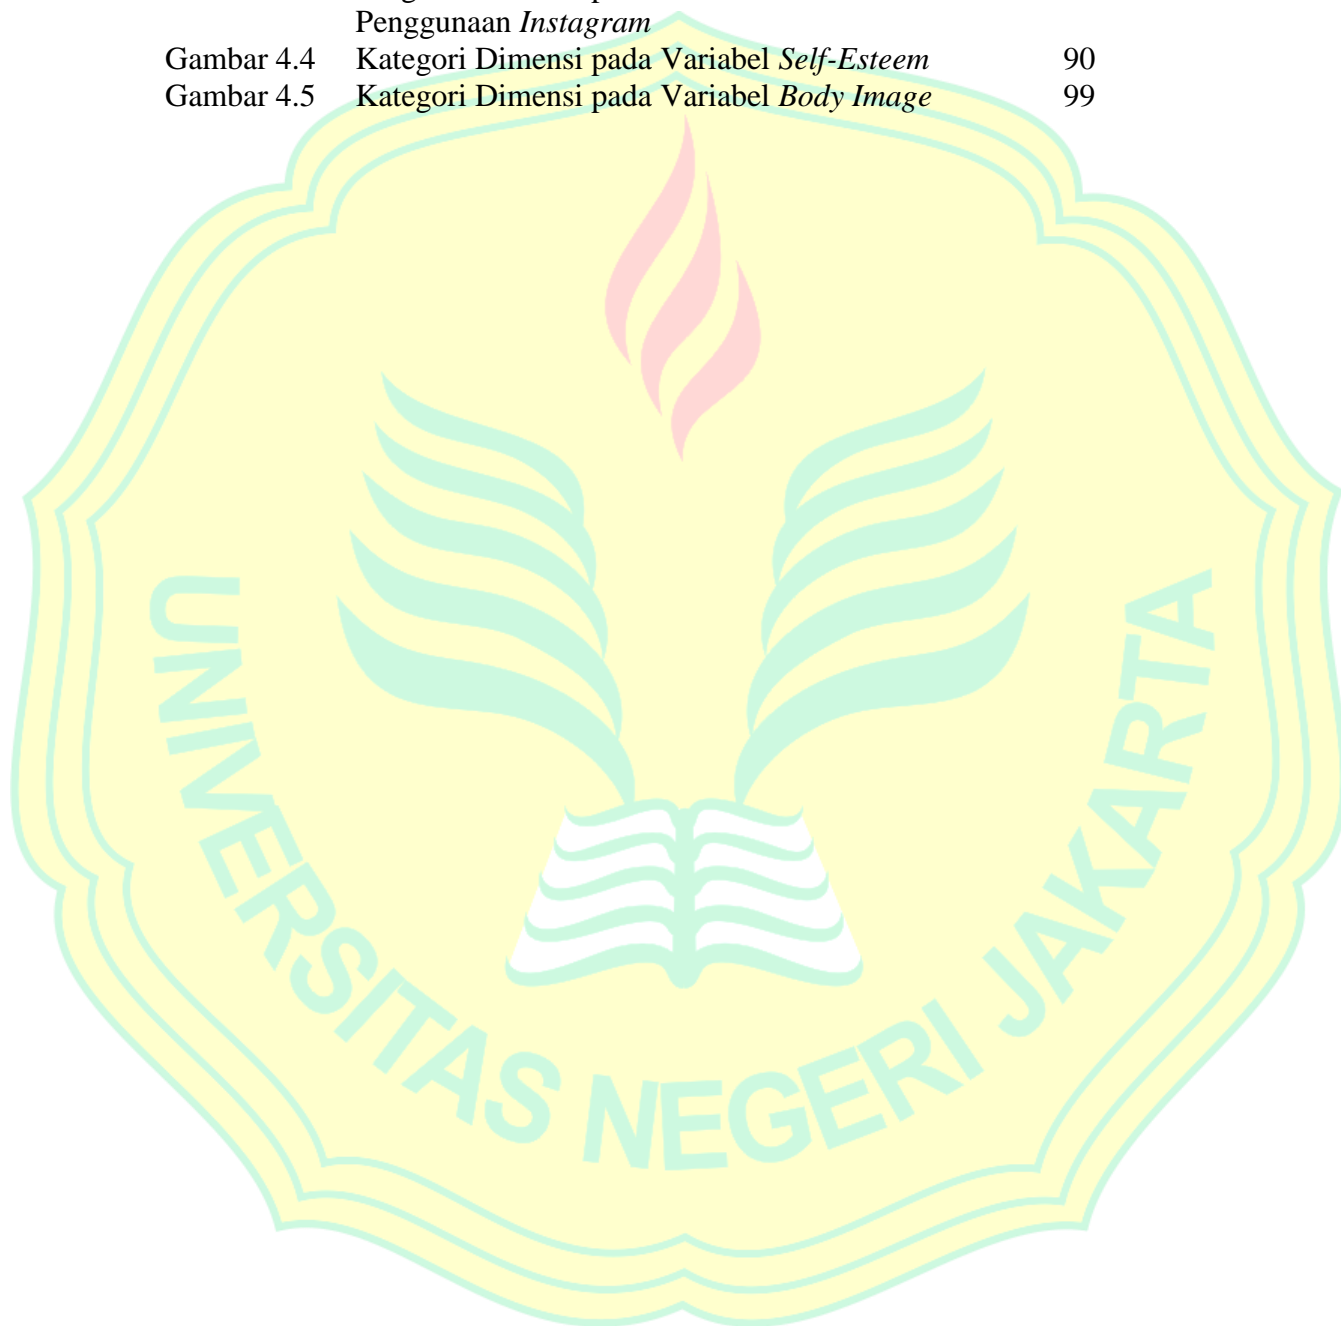 Penggunaan Instagram
Gambar 4.4 Kategori Dimensi pada Variabel Self-Esteem 90
Gambar 4.5 Kategori Dimensi pada Variabel Body Image 99
UNIVERSITAS NEGERI JAKARTA